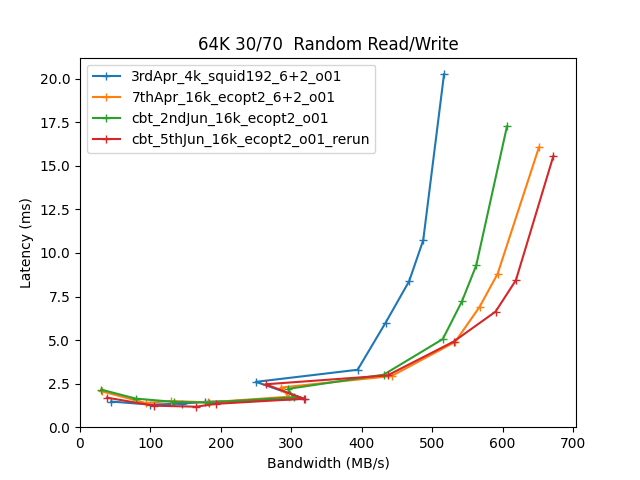 64K 30/70  Random Read/Write
3rdApr_4k_squid192_6+2_o01
7thApr_16k_ecopt2_6+2_o01
cbt_2ndJun_16k_ecopt2_o01
cbt_5thJun_16k_ecopt2_o01_rerun
20.0
17.5
15.0
12.5
10.0
7.5
5.0
2.5
0.0
Latency (ms)
0 100 200 300 400 500 600 700
Bandwidth (MB/s)